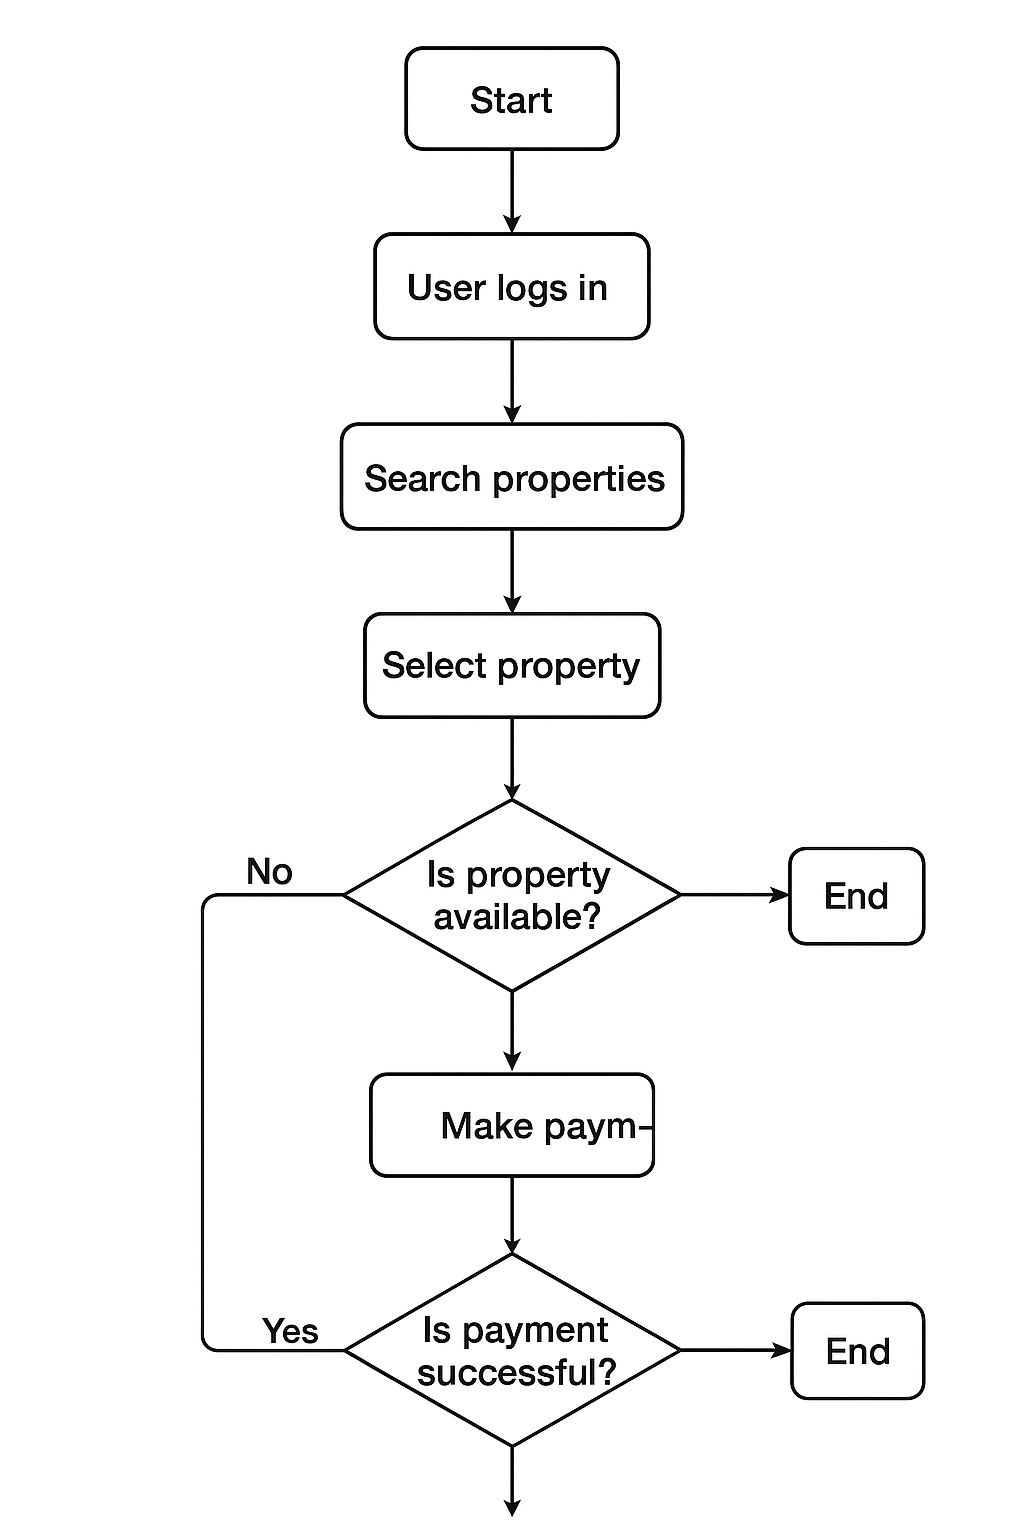 Start
User logs in
Search properties
Select property
No
Is property
available?
End
Make paym-
Yes
Is payment
successful?
End